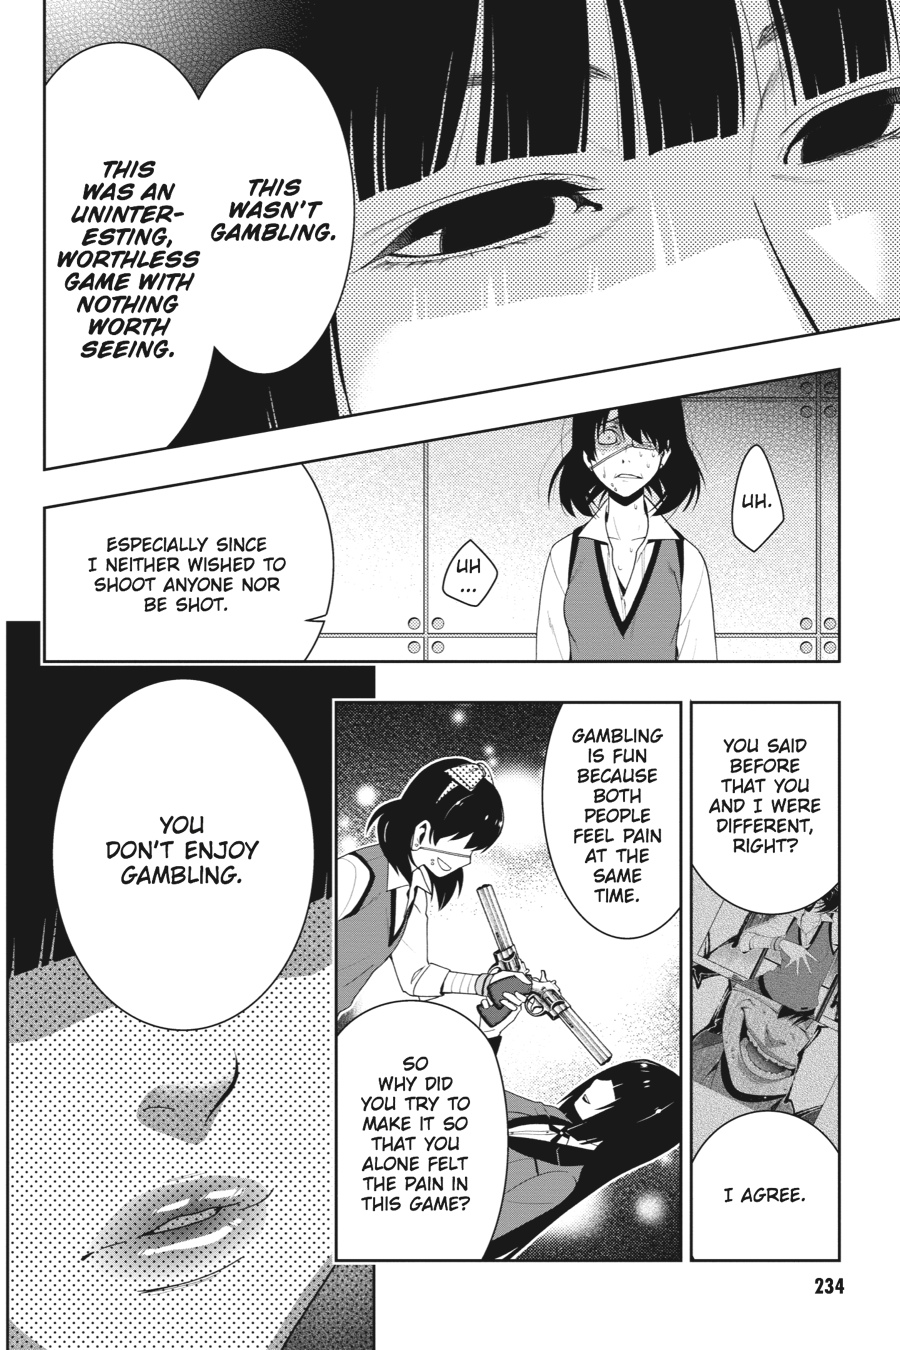 THIS
WASN'T
GAMBLING.
THIS
WAS AN
UNINTER-
ESTING,
WORTHLESS
GAME WITH
NOTHING
WORTH
SEEING.
UH.
UH
...
ESPECIALLY SINCE
I NEITHER WISHED TO
SHOOT ANYONE NOR
BE SHOT.
YOU SAID
BEFORE
THAT YOU
AND I WERE
DIFFERENT,
RIGHT?
I AGREE.
GAMBLING
IS FUN
BECAUSE
BOTH
PEOPLE
FEEL PAIN
AT THE
SAME
TIME.
SO
WHY DID
YOU TRY TO
MAKE IT SO
THAT YOU
ALONE FELT
THE PAIN IN
THIS GAME?
YOU
DON'T ENJOY
GAMBLING.
234